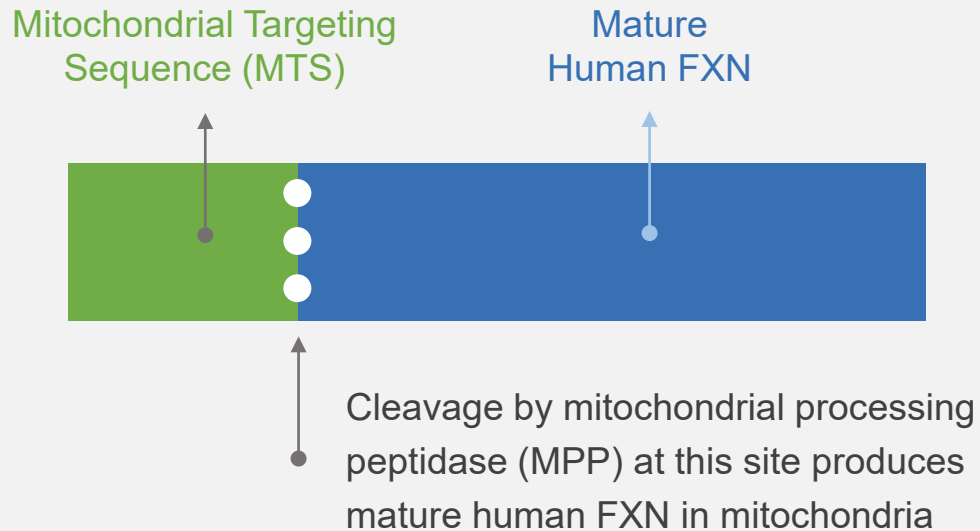 Mitochondrial Targeting
Sequence (MTS)
Mature
Human FXN
Cleavage by mitochondrial processing
peptidase (MPP) at this site produces
mature human FXN in mitochondria